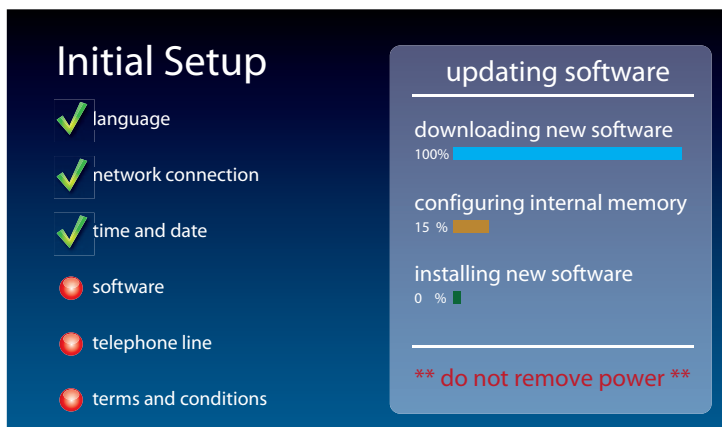 Initial Setup
language
network connection
time and date
software
telephone line
terms and conditions
updating software
downloading new software
100%
configuring internal memory
15 %
installing new software
0 %
** do not remove power **